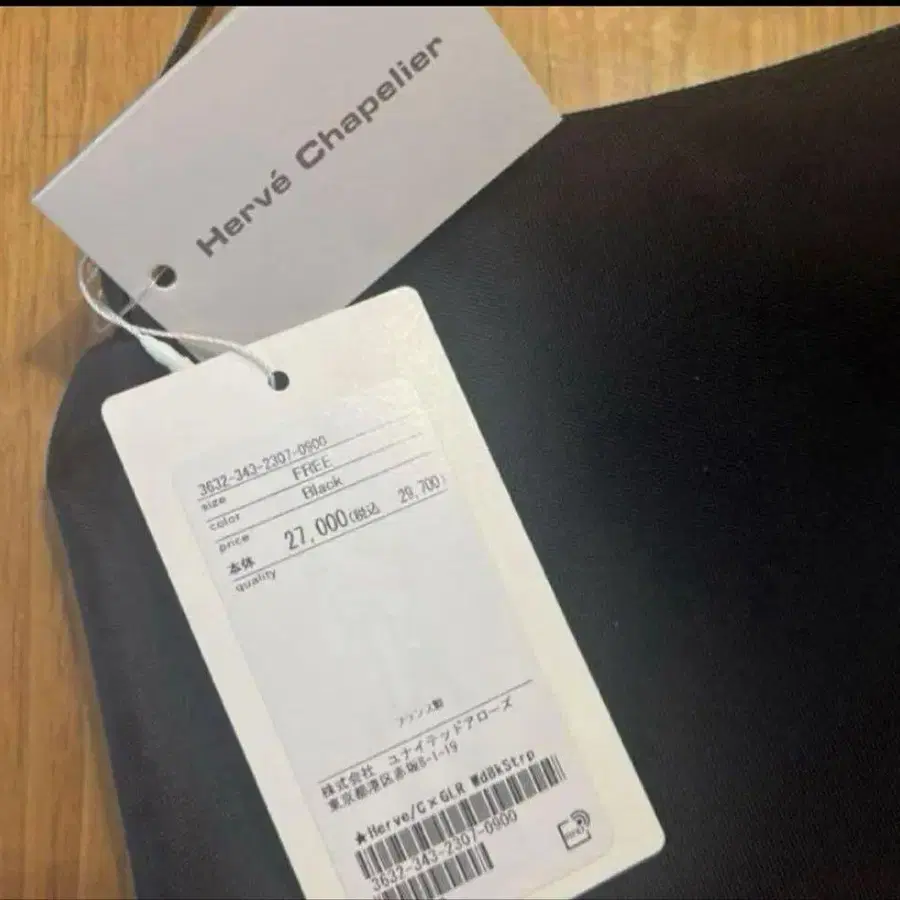 Hervé Chapelier
3632-343-2307-0900
size FREE
color Black
price
本体 27,000(税込 29,700)
quality
フランス製
株式会社 ユナイテッドアローズ
東京都港区赤坂8-1-19
★Herve/C×GLR WdBkStrp
3632-343-2307-0900